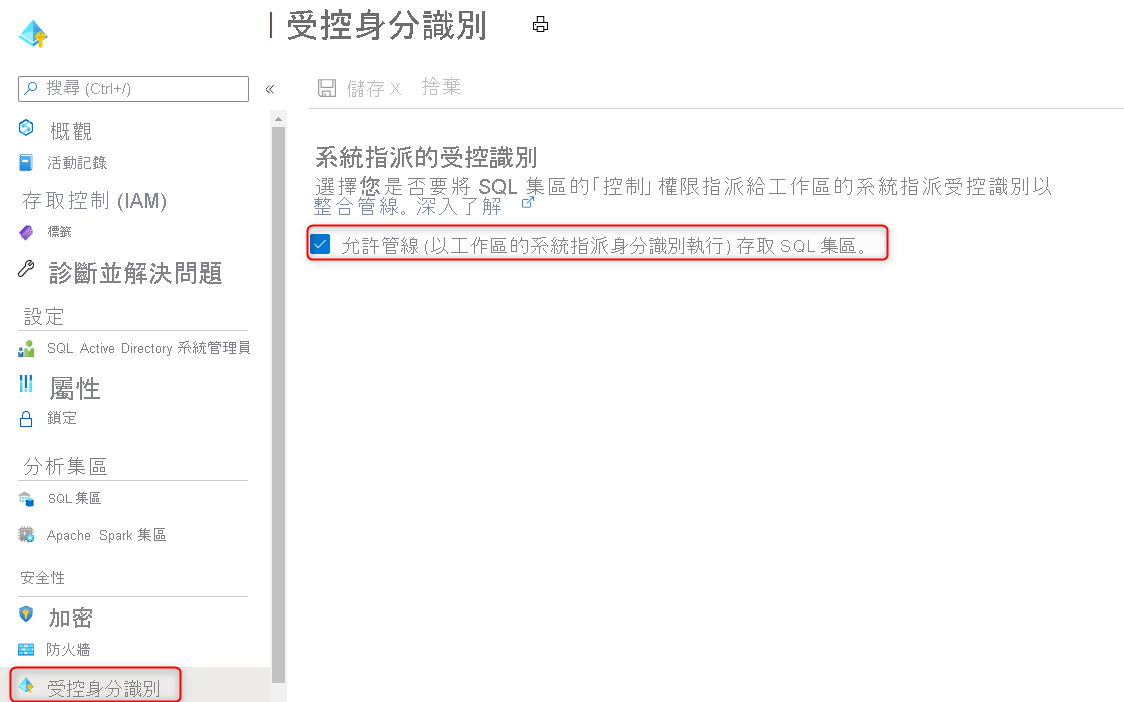 受控身分識別
搜尋 (Ctrl+/)
«
儲存 X 捨棄
概觀
活動記錄
存取控制 (IAM)
標籤
診斷並解決問題
設定
SQL Active Directory 系統管理員
屬性
鎖定
分析集區
SQL 集區
Apache Spark 集區
安全性
加密
防火牆
受控身分識別
系統指派的受控識別
選擇您是否要將 SQL 集區的「控制」權限指派給工作區的系統指派受控識別以
整合管線。深入了解
允許管線 (以工作區的系統指派身分識別執行) 存取 SQL 集區。